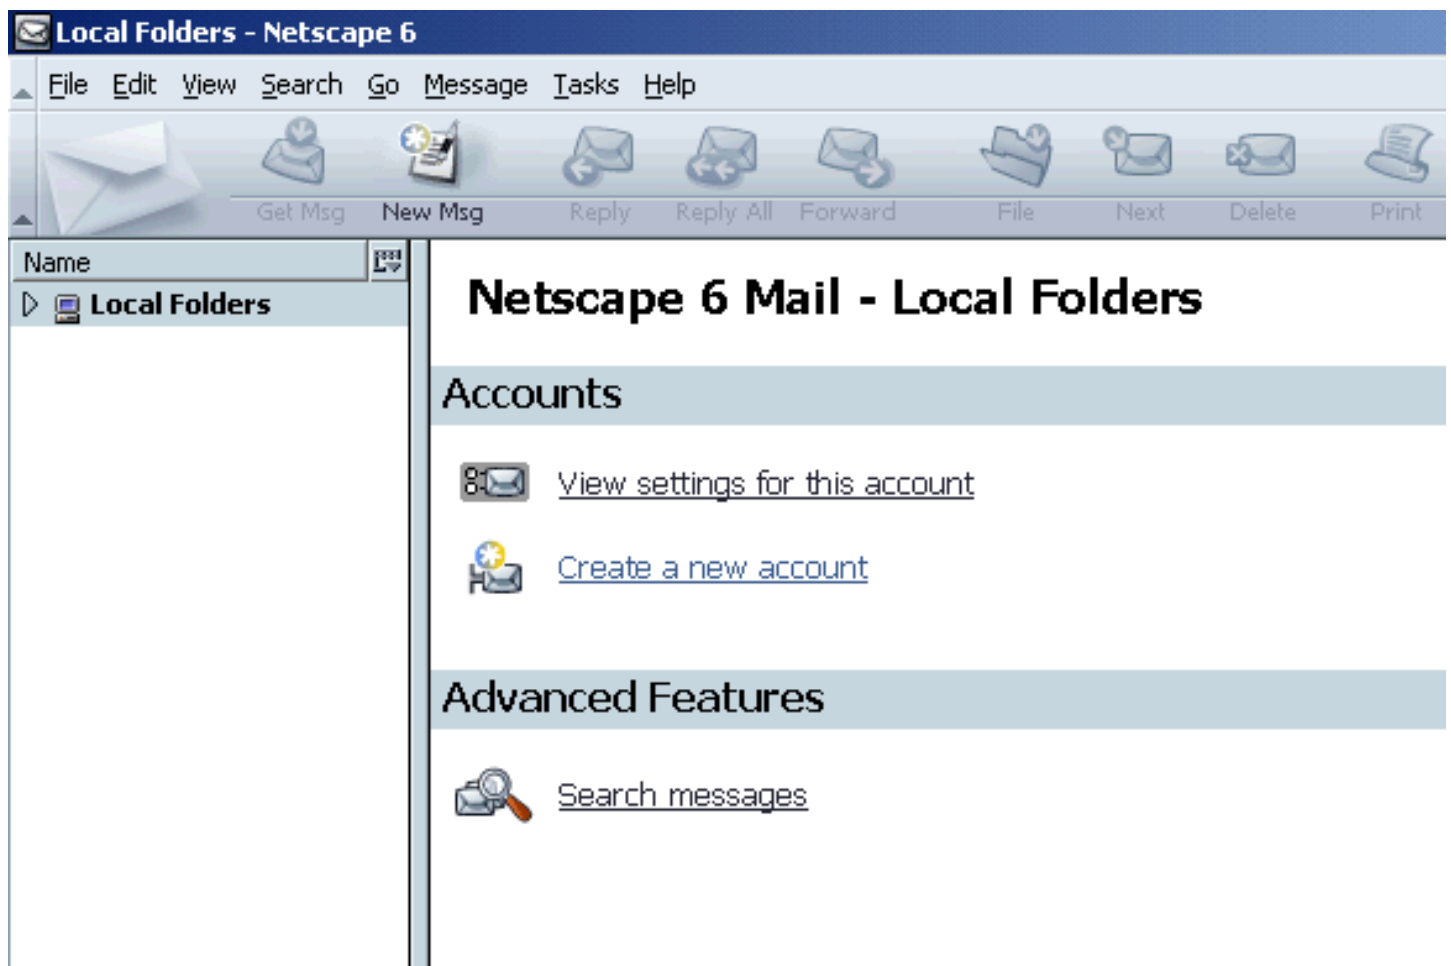 Local Folders - Netscape 6
File Edit View Search Go Message Tasks Help
Get Msg New Msg Reply Reply All Forward File Next Delete Print
Name
Local Folders
Netscape 6 Mail - Local Folders
Accounts
View settings for this account
Create a new account
Advanced Features
Search messages